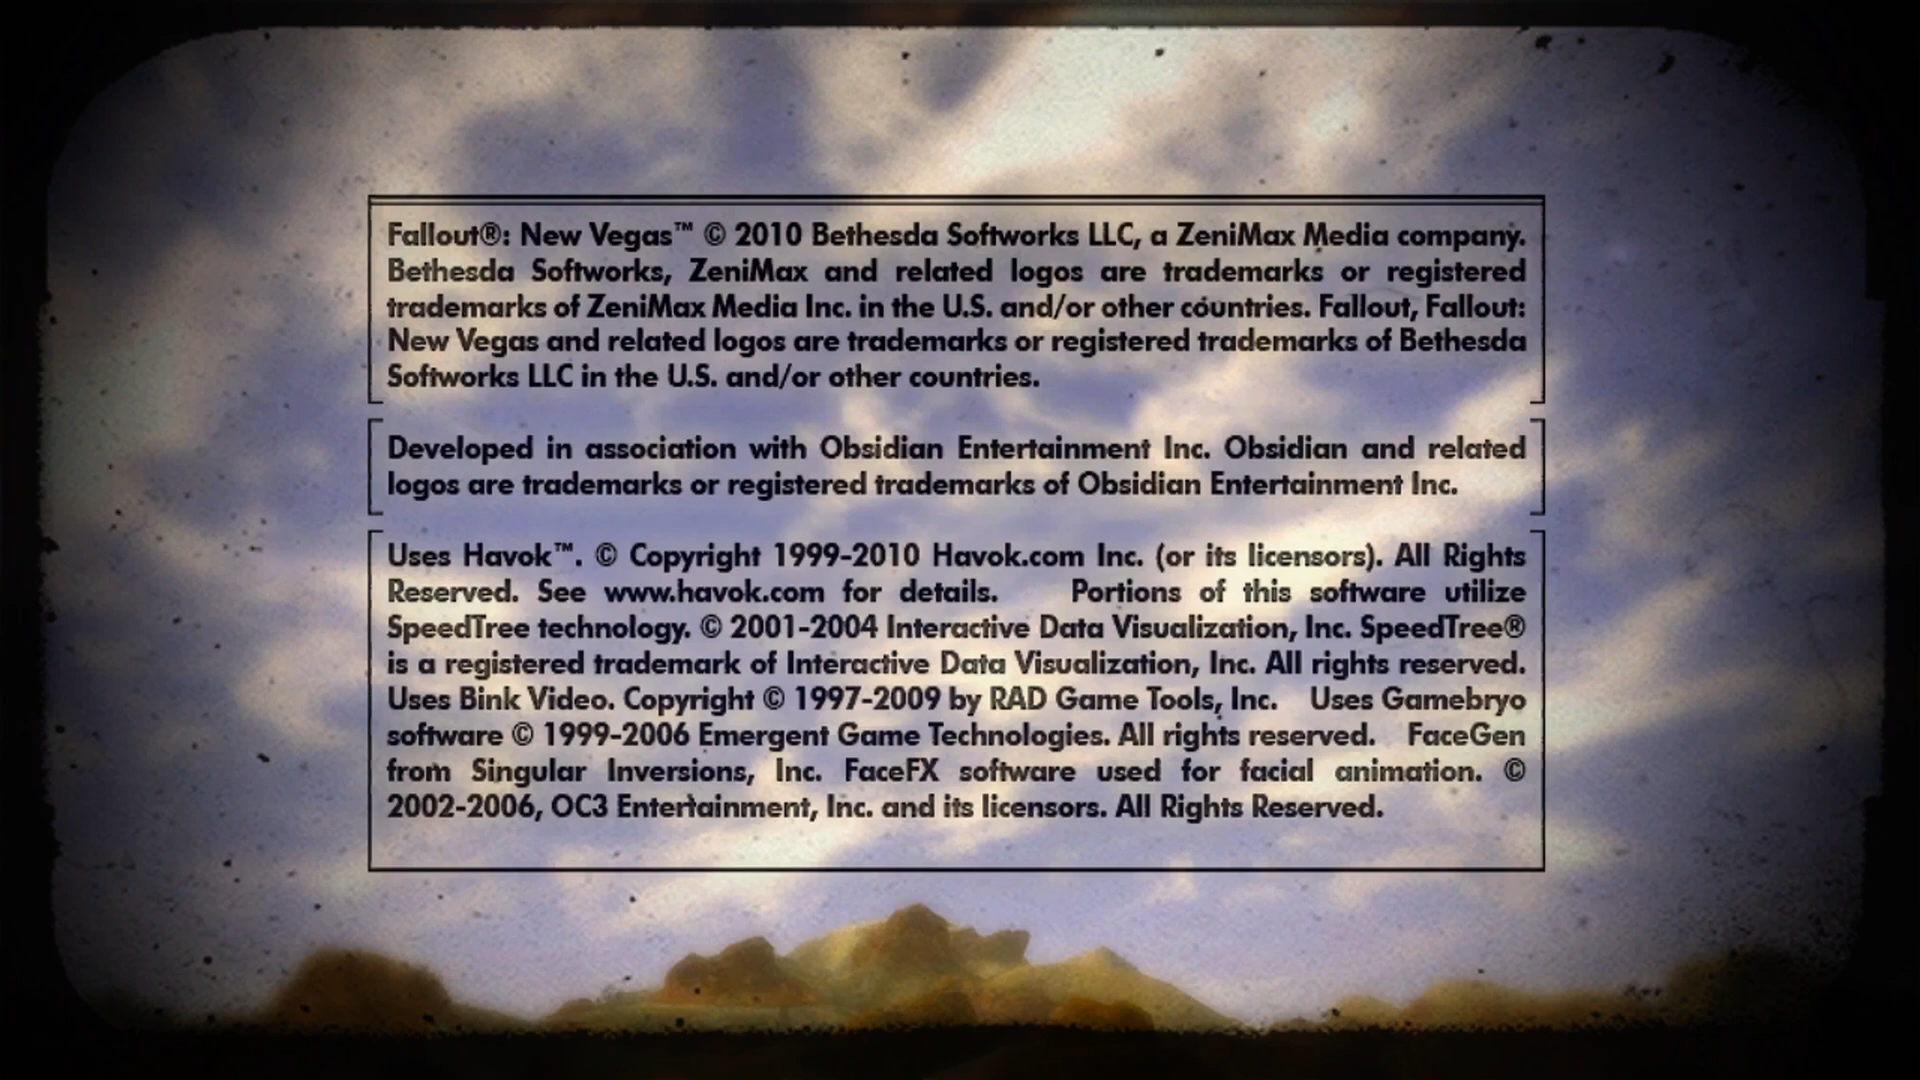 Fallout®: New Vegas™ © 2010 Bethesda Softworks LLC, a ZeniMax Media company.
Bethesda Softworks, ZeniMax and related logos are trademarks or registered
trademarks of ZeniMax Media Inc. in the U.S. and/or other countries. Fallout, Fallout:
New Vegas and related logos are trademarks or registered trademarks of Bethesda
Softworks LLC in the U.S. and/or other countries.
Developed in association with Obsidian Entertainment Inc. Obsidian and related
logos are trademarks or registered trademarks of Obsidian Entertainment Inc.
Uses Havok™. © Copyright 1999-2010 Havok.com Inc. (or its licensors). All Rights
Reserved. See www.havok.com for details. Portions of this software utilize
SpeedTree technology. © 2001-2004 Interactive Data Visualization, Inc. SpeedTree®
is a registered trademark of Interactive Data Visualization, Inc. All rights reserved.
Uses Bink Video. Copyright © 1997-2009 by RAD Game Tools, Inc. Uses Gamebryo
software © 1999-2006 Emergent Game Technologies. All rights reserved. FaceGen
from Singular Inversions, Inc. FaceFX software used for facial animation. ©
2002-2006, OC3 Entertainment, Inc. and its licensors. All Rights Reserved.